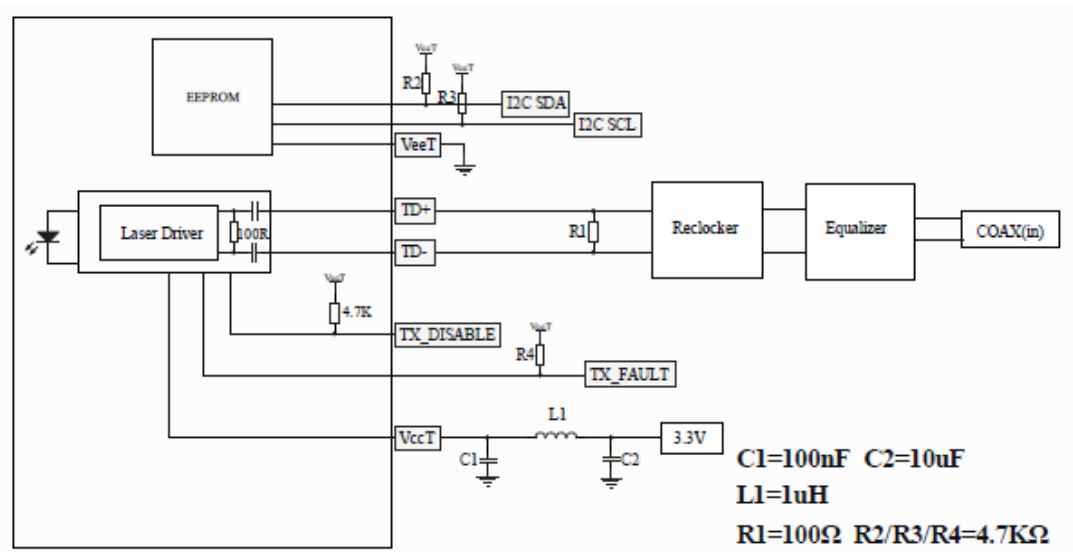 VccT
R2
VccT
R3
EEPROM
I2C SDA
I2C SCL
VeeT
TD+
Laser Driver
100R
R1
Reclocker
Equalizer
COAX(in)
TD-
VccT
4.7K
TX_DISABLE
VccT
R4
TX_FAULT
L1
VccT
3.3V
C1
C2
C1=100nF C2=10uF
L1=1uH
R1=100Ω R2/R3/R4=4.7KΩ